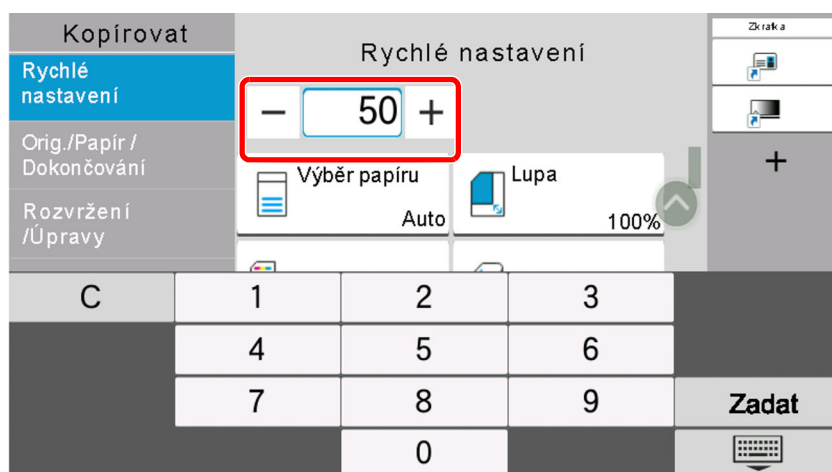 Kopírovat
Rychlé
nastavení
Orig./Papír /
Dokončování
Rozvržení
/Úpravy
Rychlé nastavení
− 50 +
Výběr papíru
Auto
Lupa
100%
Zkratka
+
C 1 2 3
4 5 6
7 8 9 Zadat
0